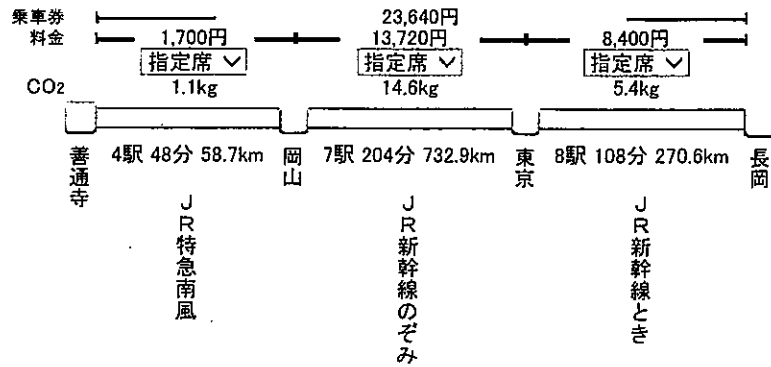 乗車券 23,640円
料金 1,700円 13,720円 8,400円
指定席 指定席 指定席
CO2 1.1kg 14.6kg 5.4kg
善通寺 4駅 48分 58.7km 岡山 7駅 204分 732.9km 東京 8駅 108分 270.6km 長岡
JR特急南風
JR新幹線のぞみ
JR新幹線とき